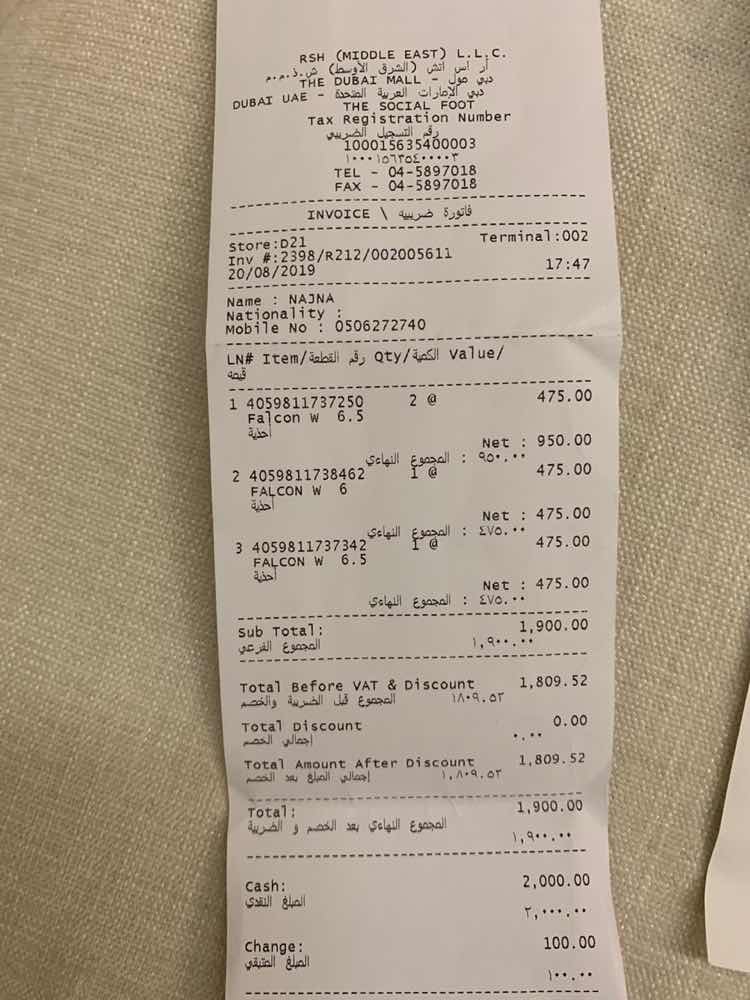 RSH (MIDDLE EAST) L.L.C.
ار اس اتش (الشرق الأوسط) ش.ذ.م.م
THE DUBAI MALL - دبي مول
DUBAI UAE - دبي الإمارات العربية المتحدة
THE SOCIAL FOOT
Tax Registration Number
رقم التسجيل الضريبي
100015635400003
١٠٠٠١٥٦٣٥٤٠٠٠٠٣
TEL - 04-5897018
FAX - 04-5897018
INVOICE \ فاتورة ضريبيه
Store:D21 Terminal:002
Inv #:2398/R212/002005611
20/08/2019 17:47
Name : NAJNA
Nationality :
Mobile No : 0506272740
LN# Item/رقم القطعة Qty/الكمية Value/
قيمه
1 4059811737250 2 @ 475.00
Falcon W 6.5
أحذية
Net : 950.00
المجموع النهاءي : ٩٥٠.٠٠
2 4059811738462 1 @ 475.00
FALCON W 6
أحذية
Net : 475.00
المجموع النهاءي : ٤٧٥.٠٠
3 4059811737342 1 @ 475.00
FALCON W 6.5
أحذية
Net : 475.00
المجموع النهاءي : ٤٧٥.٠٠
Sub Total: 1,900.00
المجموع الفرعي ١,٩٠٠.٠٠
Total Before VAT & Discount 1,809.52
المجموع قبل الضريبة والخصم ١٨٠٩.٥٢
Total Discount 0.00
إجمالي الخصم ٠.٠٠
Total Amount After Discount 1,809.52
إجمالي المبلغ بعد الخصم ١,٨٠٩.٥٢
Total: 1,900.00
المجموع النهاءي بعد الخصم و الضريبة
١,٩٠٠.٠٠
Cash: 2,000.00
المبلغ النقدي ٢,٠٠٠.٠٠
Change: 100.00
المبلغ المتبقي ١٠٠.٠٠